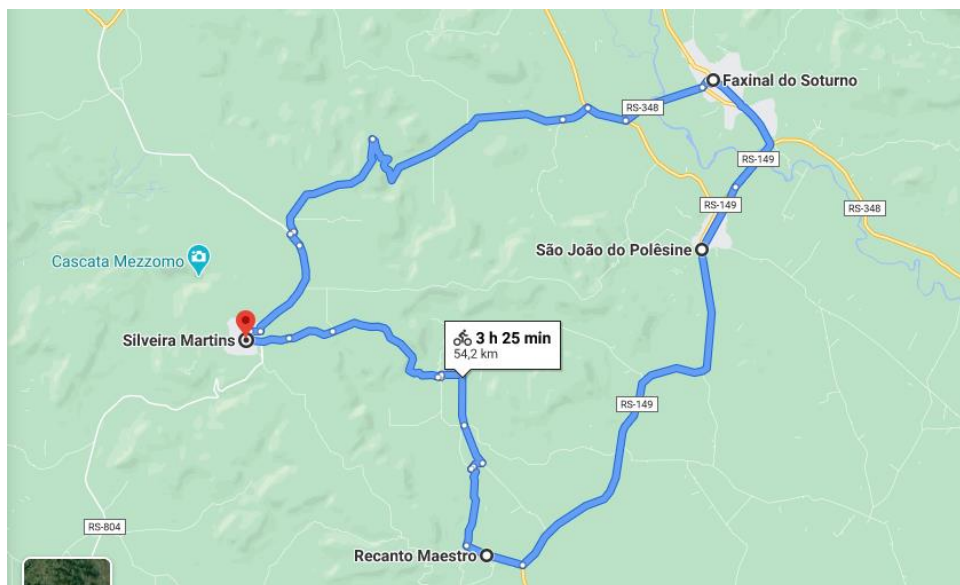 Faxinal do Soturno
RS-348
RS-149
RS-149
RS-348
São João do Polêsine
Cascata Mezzomo
Silveira Martins
3 h 25 min
54,2 km
RS-149
RS-804
Recanto Maestro